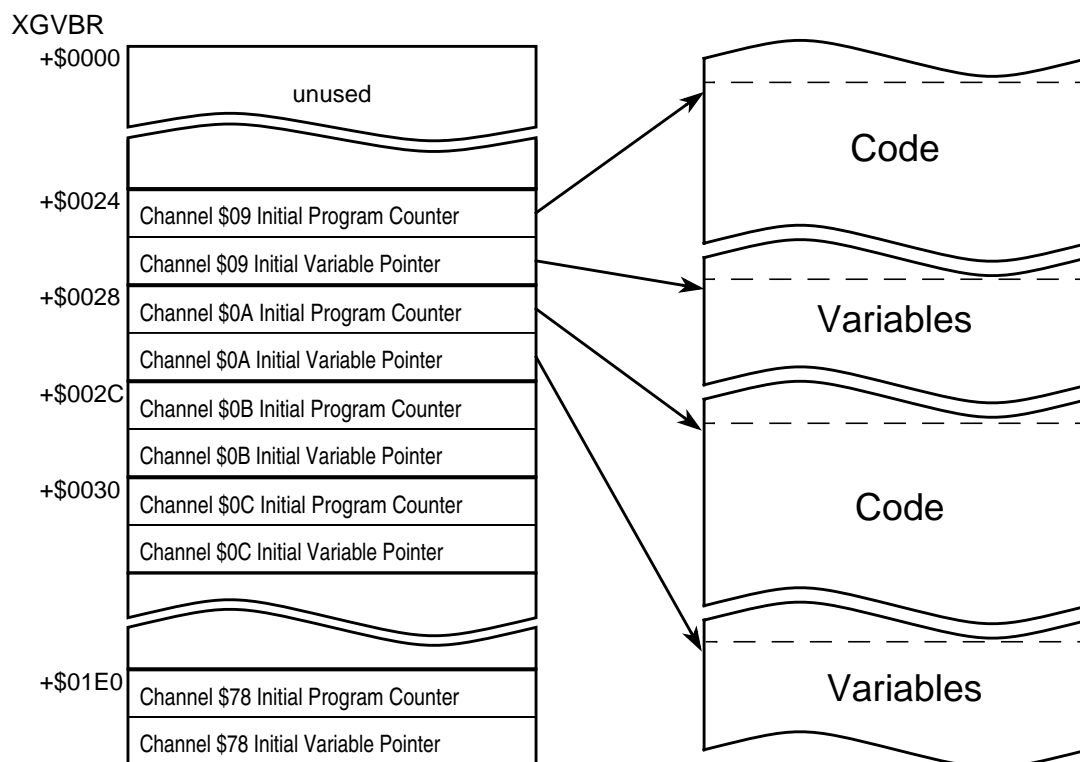 XGVBR
+$0000
unused
+$0024
Channel $09 Initial Program Counter
Channel $09 Initial Variable Pointer
+$0028
Channel $0A Initial Program Counter
Channel $0A Initial Variable Pointer
+$002C
Channel $0B Initial Program Counter
Channel $0B Initial Variable Pointer
+$0030
Channel $0C Initial Program Counter
Channel $0C Initial Variable Pointer
+$01E0
Channel $78 Initial Program Counter
Channel $78 Initial Variable Pointer
Code
Variables
Code
Variables